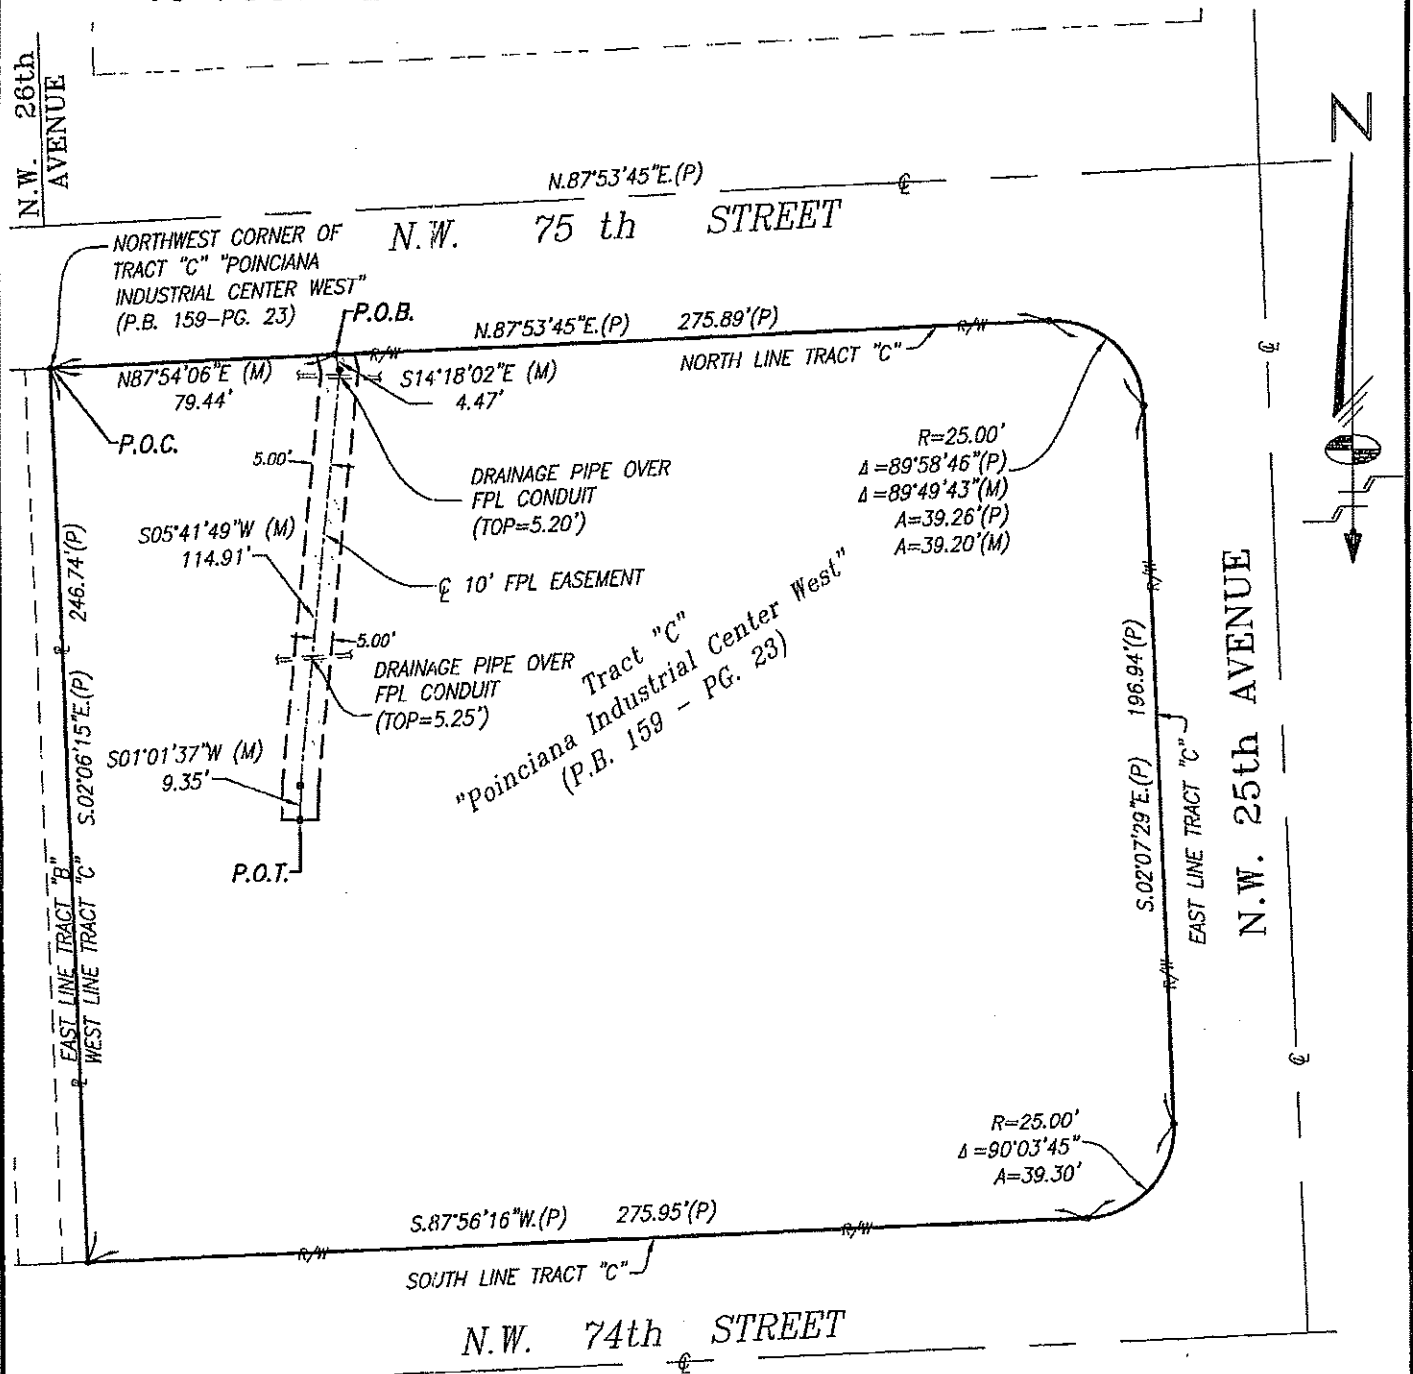 N.W. 26th
AVENUE
N
N.87°53'45"E.(P)
N.W. 75 th STREET
NORTHWEST CORNER OF
TRACT "C" "POINCIANA
INDUSTRIAL CENTER WEST"
(P.B. 159-PG. 23)
P.O.B.
N.87°53'45"E.(P) 275.89'(P)
R/W
R/W
NORTH LINE TRACT "C"
N87°54'06"E (M)
79.44'
S14°18'02"E (M)
4.47'
P.O.C.
R=25.00'
Δ=89°58'46"(P)
Δ=89°49'43"(M)
A=39.26'(P)
A=39.20'(M)
5.00'
DRAINAGE PIPE OVER
FPL CONDUIT
(TOP=5.20')
S05°41'49"W (M)
114.91'
℄ 10' FPL EASEMENT
5.00'
DRAINAGE PIPE OVER
FPL CONDUIT
(TOP=5.25')
Tract "C"
"Poinciana Industrial Center West"
(P.B. 159 - PG. 23)
S01°01'37"W (M)
9.35'
P.O.T.
S.02°06'15"E.(P) 246.74'(P)
EAST LINE TRACT "B"
WEST LINE TRACT "C"
R/W
S.02°07'29"E.(P) 196.94'(P)
R/W
EAST LINE TRACT "C"
N.W. 25th AVENUE
R=25.00'
Δ=90°03'45"
A=39.30'
S.87°56'16"W.(P) 275.95'(P)
R/W
R/W
SOUTH LINE TRACT "C"
N.W. 74th STREET